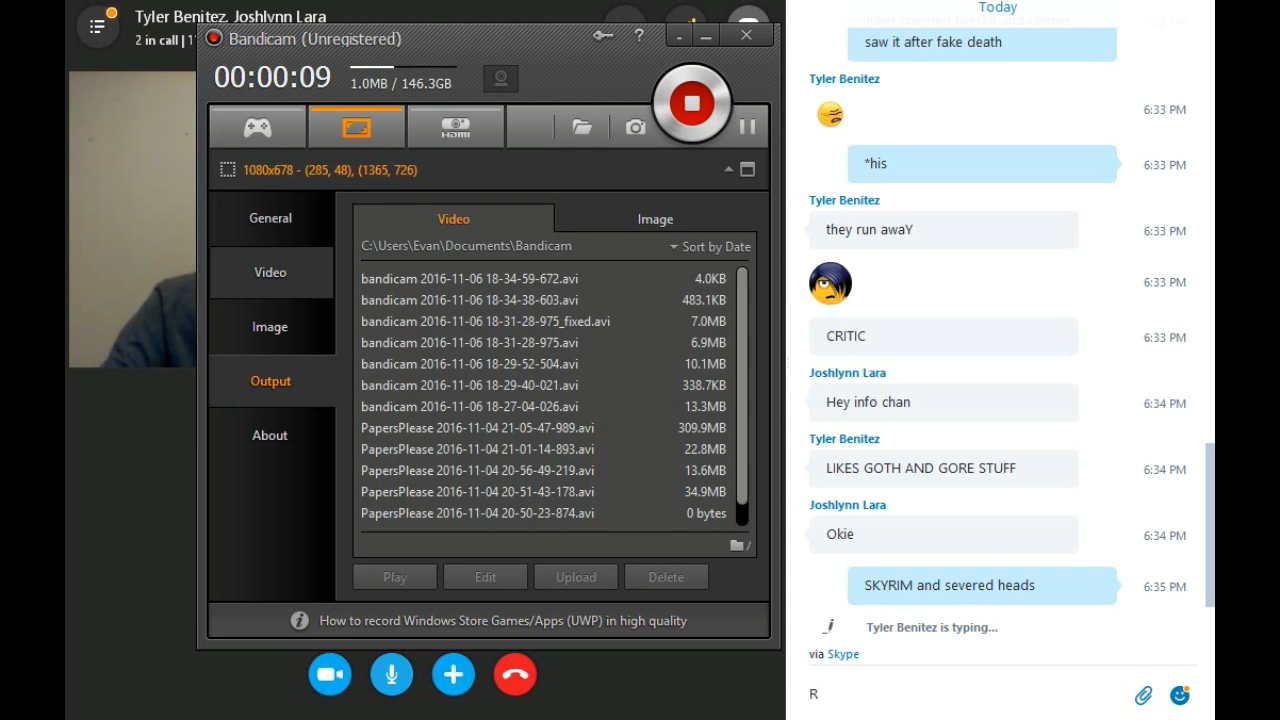 Tyler Benitez, Joshlynn Lara
2 in call | 1
Bandicam (Unregistered)
?
00:00:09
1.0MB / 146.3GB
HDMI
1080x678 - (285, 48), (1365, 726)
General
Video
Image
Output
About
Video
Image
C:\Users\Evan\Documents\Bandicam
Sort by Date
bandicam 2016-11-06 18-34-59-672.avi 4.0KB
bandicam 2016-11-06 18-34-38-603.avi 483.1KB
bandicam 2016-11-06 18-31-28-975_fixed.avi 7.0MB
bandicam 2016-11-06 18-31-28-975.avi 6.9MB
bandicam 2016-11-06 18-29-52-504.avi 10.1MB
bandicam 2016-11-06 18-29-40-021.avi 338.7KB
bandicam 2016-11-06 18-27-04-026.avi 13.3MB
PapersPlease 2016-11-04 21-05-47-989.avi 309.9MB
PapersPlease 2016-11-04 21-01-14-893.avi 22.8MB
PapersPlease 2016-11-04 20-56-49-219.avi 13.6MB
PapersPlease 2016-11-04 20-51-43-178.avi 34.9MB
PapersPlease 2016-11-04 20-50-23-874.avi 0 bytes
/
Play
Edit
Upload
Delete
How to record Windows Store Games/Apps (UWP) in high quality
Today
saw it after fake death
Tyler Benitez
6:33 PM
*his 6:33 PM
Tyler Benitez
they run awaY 6:33 PM
6:33 PM
CRITIC 6:33 PM
Joshlynn Lara
Hey info chan 6:34 PM
Tyler Benitez
LIKES GOTH AND GORE STUFF 6:34 PM
Joshlynn Lara
Okie 6:34 PM
SKYRIM and severed heads 6:35 PM
Tyler Benitez is typing...
via Skype
R